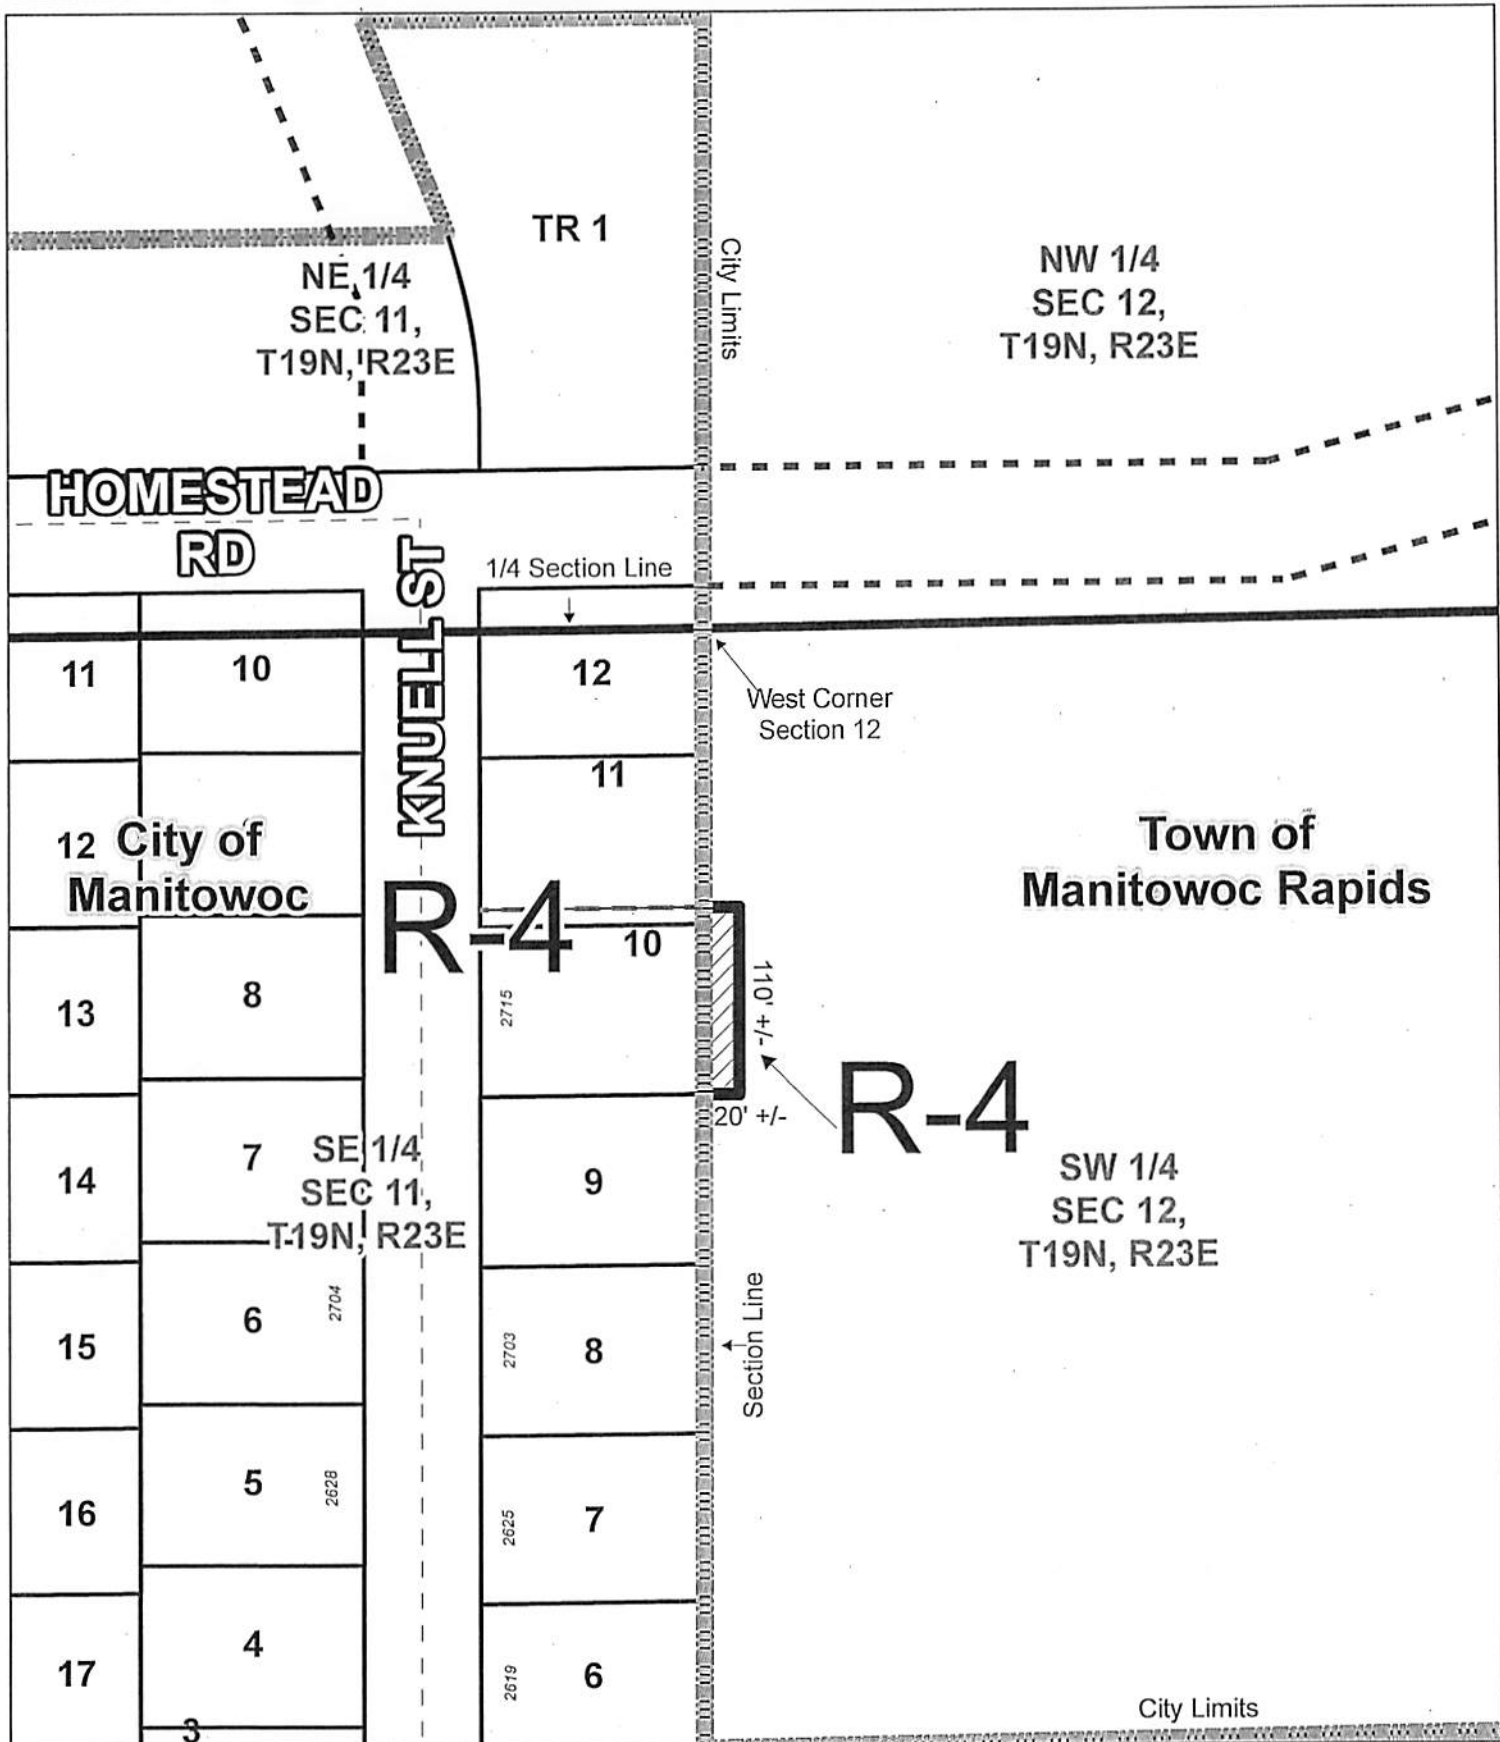 TR 1
City Limits
NE 1/4
SEC 11,
T19N, R23E
NW 1/4
SEC 12,
T19N, R23E
HOMESTEAD
RD
KNUELL ST
1/4 Section Line
West Corner
Section 12
11
10
12
11
12
City of
Manitowoc
Town of
Manitowoc Rapids
R-4
10
13
8
2715
110' +/-
20' +/-
R-4
14
7
SE 1/4
SEC 11,
T19N, R23E
9
SW 1/4
SEC 12,
T19N, R23E
15
6
2704
2703
8
Section Line
16
5
2628
2625
7
17
4
2619
6
3
City Limits